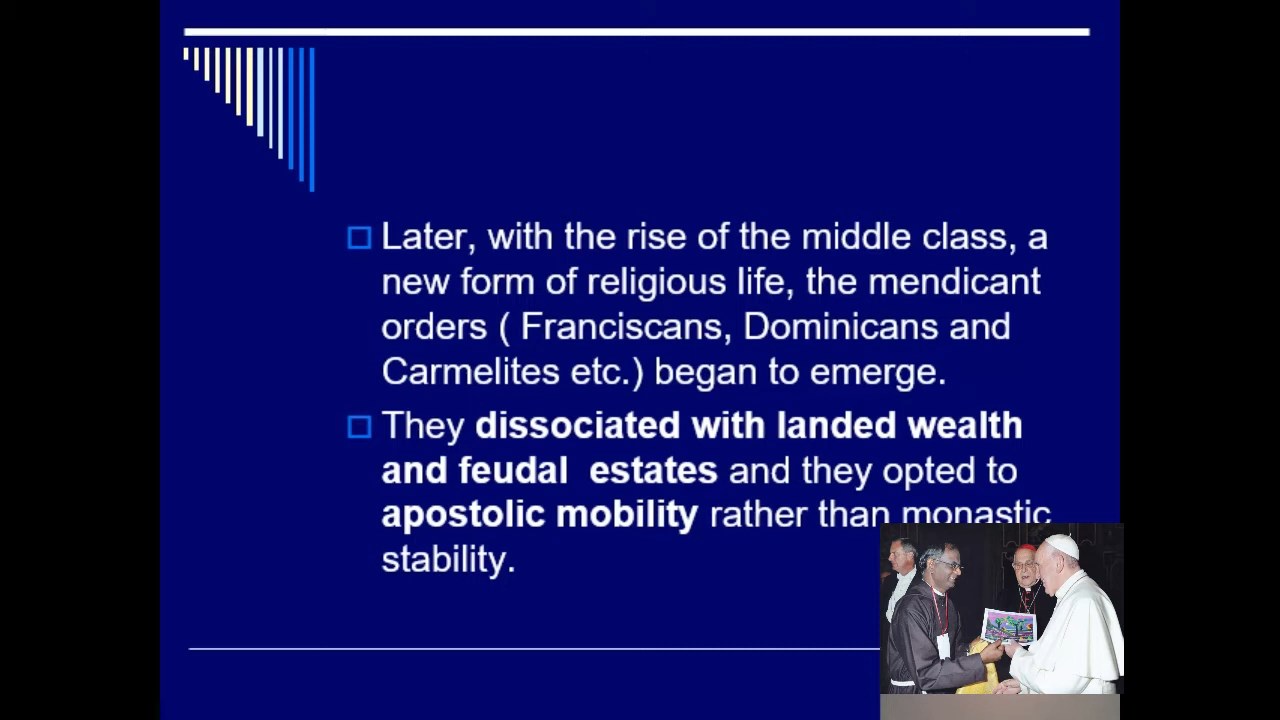 Later, with the rise of the middle class, a
new form of religious life, the mendicant
orders ( Franciscans, Dominicans and
Carmelites etc.) began to emerge.
They dissociated with landed wealth
and feudal  estates and they opted to
apostolic mobility rather than monastic
stability.